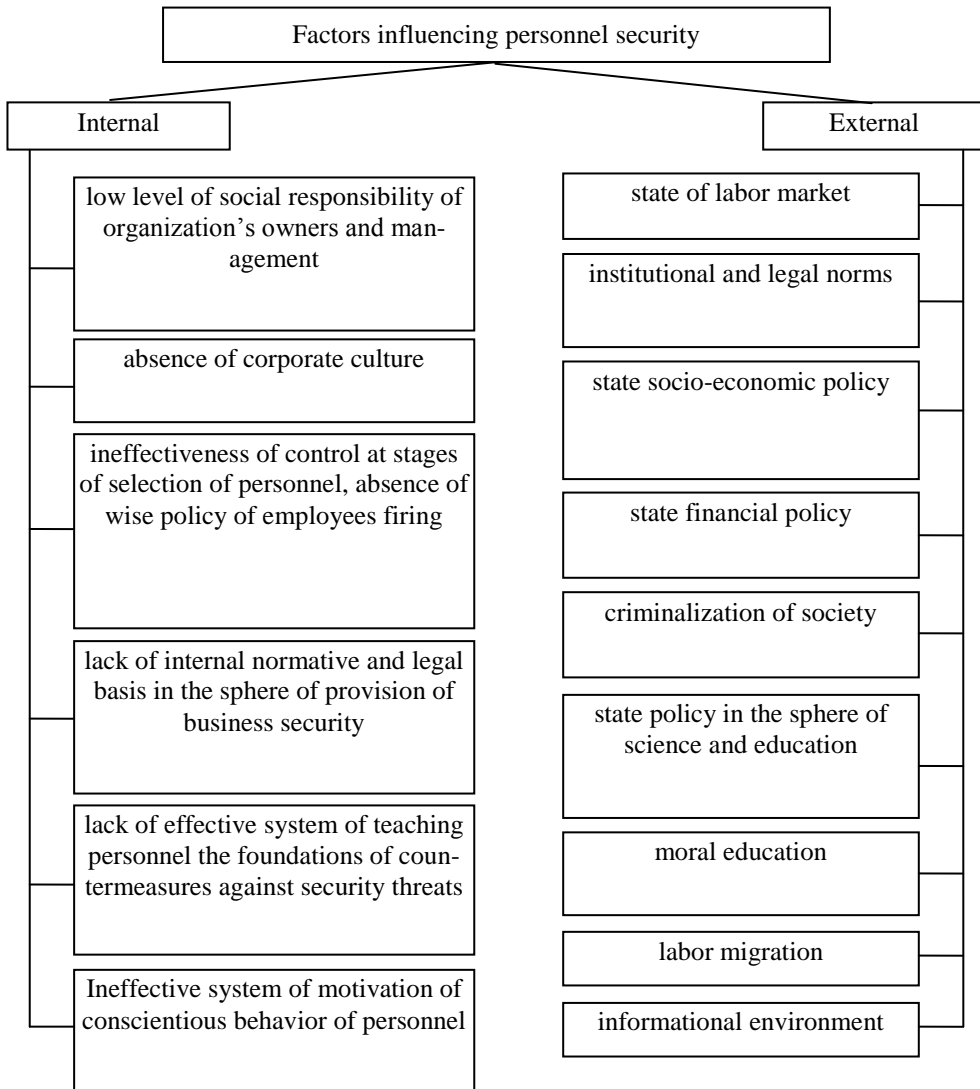 Factors influencing personnel security
Internal
External
low level of social responsibility of
organization’s owners and man-
agement
absence of corporate culture
ineffectiveness of control at stages
of selection of personnel, absence of
wise policy of employees firing
lack of internal normative and legal
basis in the sphere of provision of
business security
lack of effective system of teaching
personnel the foundations of coun-
termeasures against security threats
Ineffective system of motivation of
conscientious behavior of personnel
state of labor market
institutional and legal norms
state socio-economic policy
state financial policy
criminalization of society
state policy in the sphere of
science and education
moral education
labor migration
informational environment